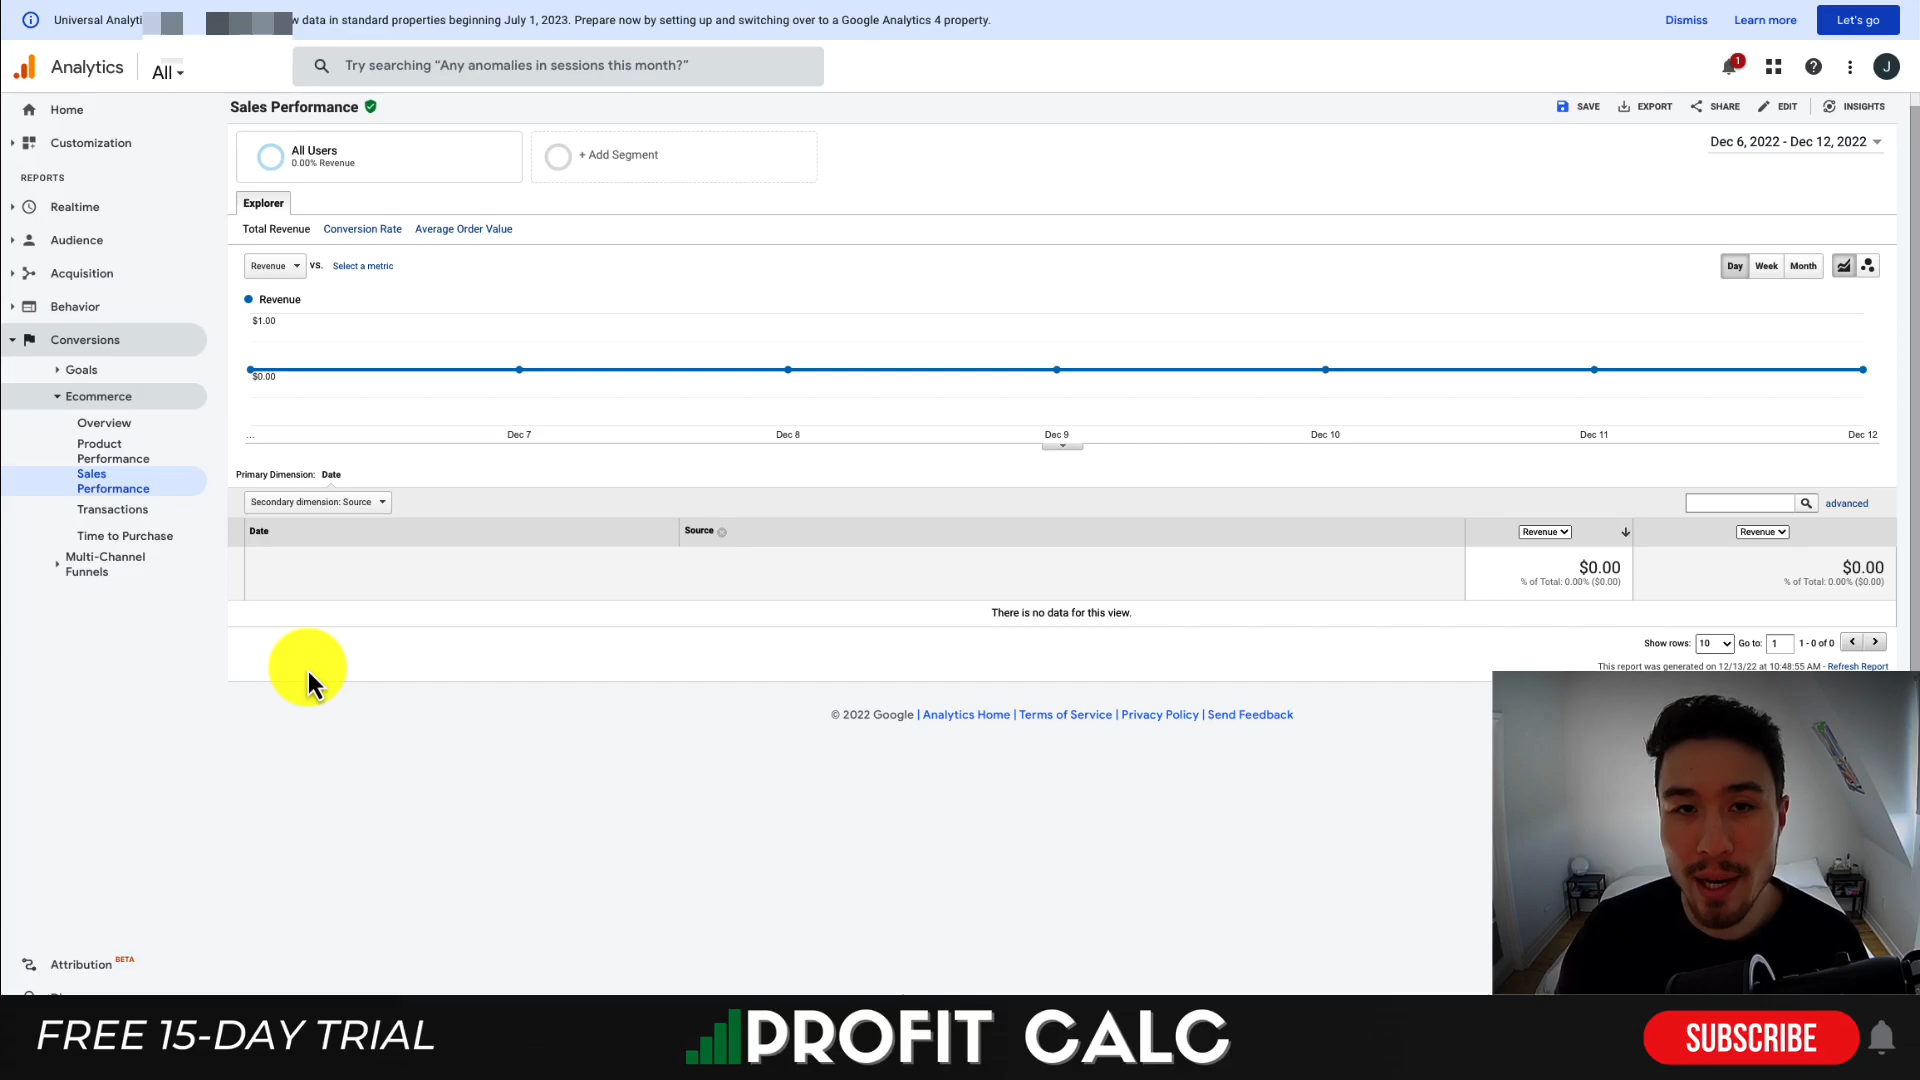 Universal Analyti
w data in standard properties beginning July 1, 2023. Prepare now by setting up and switching over to a Google Analytics 4 property.
Dismiss
Learn more
Let's go
Analytics
All
Try searching “Any anomalies in sessions this month?”
1
J
Home
Customization
REPORTS
Realtime
Audience
Acquisition
Behavior
Conversions
Goals
Ecommerce
Overview
Product
Performance
Sales
Performance
Transactions
Time to Purchase
Multi-Channel
Funnels
Attribution BETA
Sales Performance
SAVE
EXPORT
SHARE
EDIT
INSIGHTS
All Users
0.00% Revenue
+ Add Segment
Dec 6, 2022 - Dec 12, 2022
Explorer
Total Revenue
Conversion Rate
Average Order Value
Revenue
VS.
Select a metric
Day
Week
Month
Revenue
$1.00
$0.00
...
Dec 7
Dec 8
Dec 9
Dec 10
Dec 11
Dec 12
Primary Dimension: Date
Secondary dimension: Source
advanced
Date
Source
Revenue
Revenue
$0.00
% of Total: 0.00% ($0.00)
$0.00
% of Total: 0.00% ($0.00)
There is no data for this view.
Show rows: 10 Go to: 1 1 - 0 of 0
This report was generated on 12/13/22 at 10:48:55 AM - Refresh Report
© 2022 Google | Analytics Home | Terms of Service | Privacy Policy | Send Feedback
FREE 15-DAY TRIAL
PROFIT CALC
SUBSCRIBE